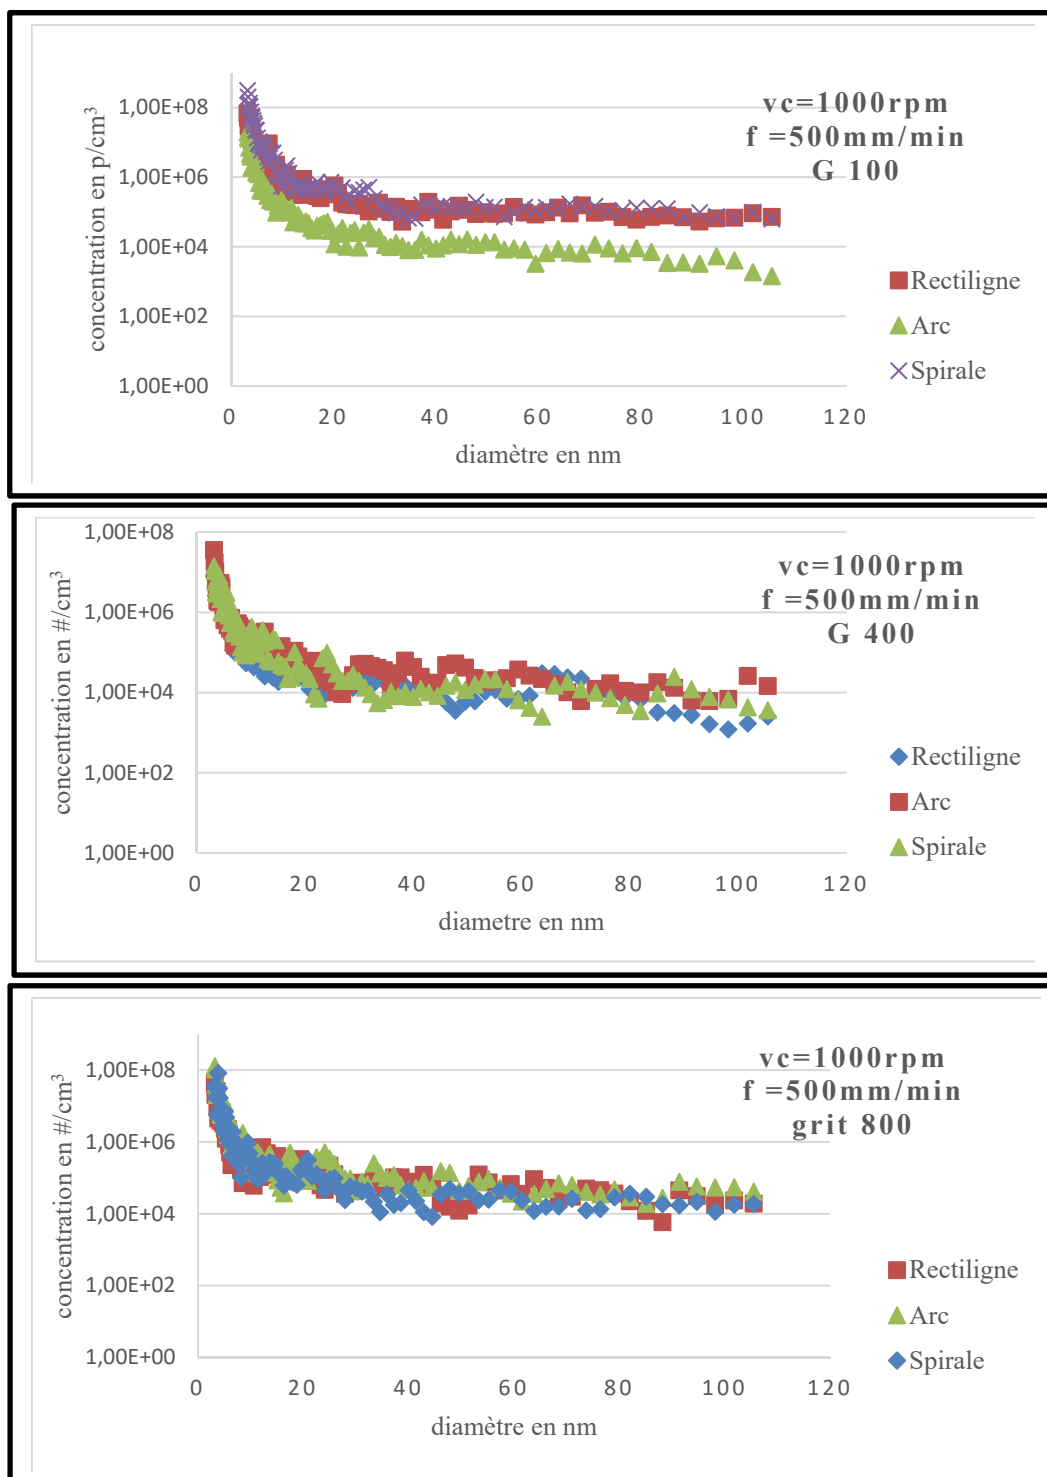 vc=1000rpm
f =500mm/min
G 100
concentration en p/cm³
1,00E+08
1,00E+06
1,00E+04
1,00E+02
1,00E+00
0 20 40 60 80 100 120
diamètre en nm
Rectiligne
Arc
Spirale
vc=1000rpm
f =500mm/min
G 400
concentration en #/cm³
1,00E+08
1,00E+06
1,00E+04
1,00E+02
1,00E+00
0 20 40 60 80 100 120
diametre en nm
Rectiligne
Arc
Spirale
vc=1000rpm
f =500mm/min
grit 800
concentration en #/cm³
1,00E+08
1,00E+06
1,00E+04
1,00E+02
1,00E+00
0 20 40 60 80 100 120
diamètre en nm
Rectiligne
Arc
Spirale